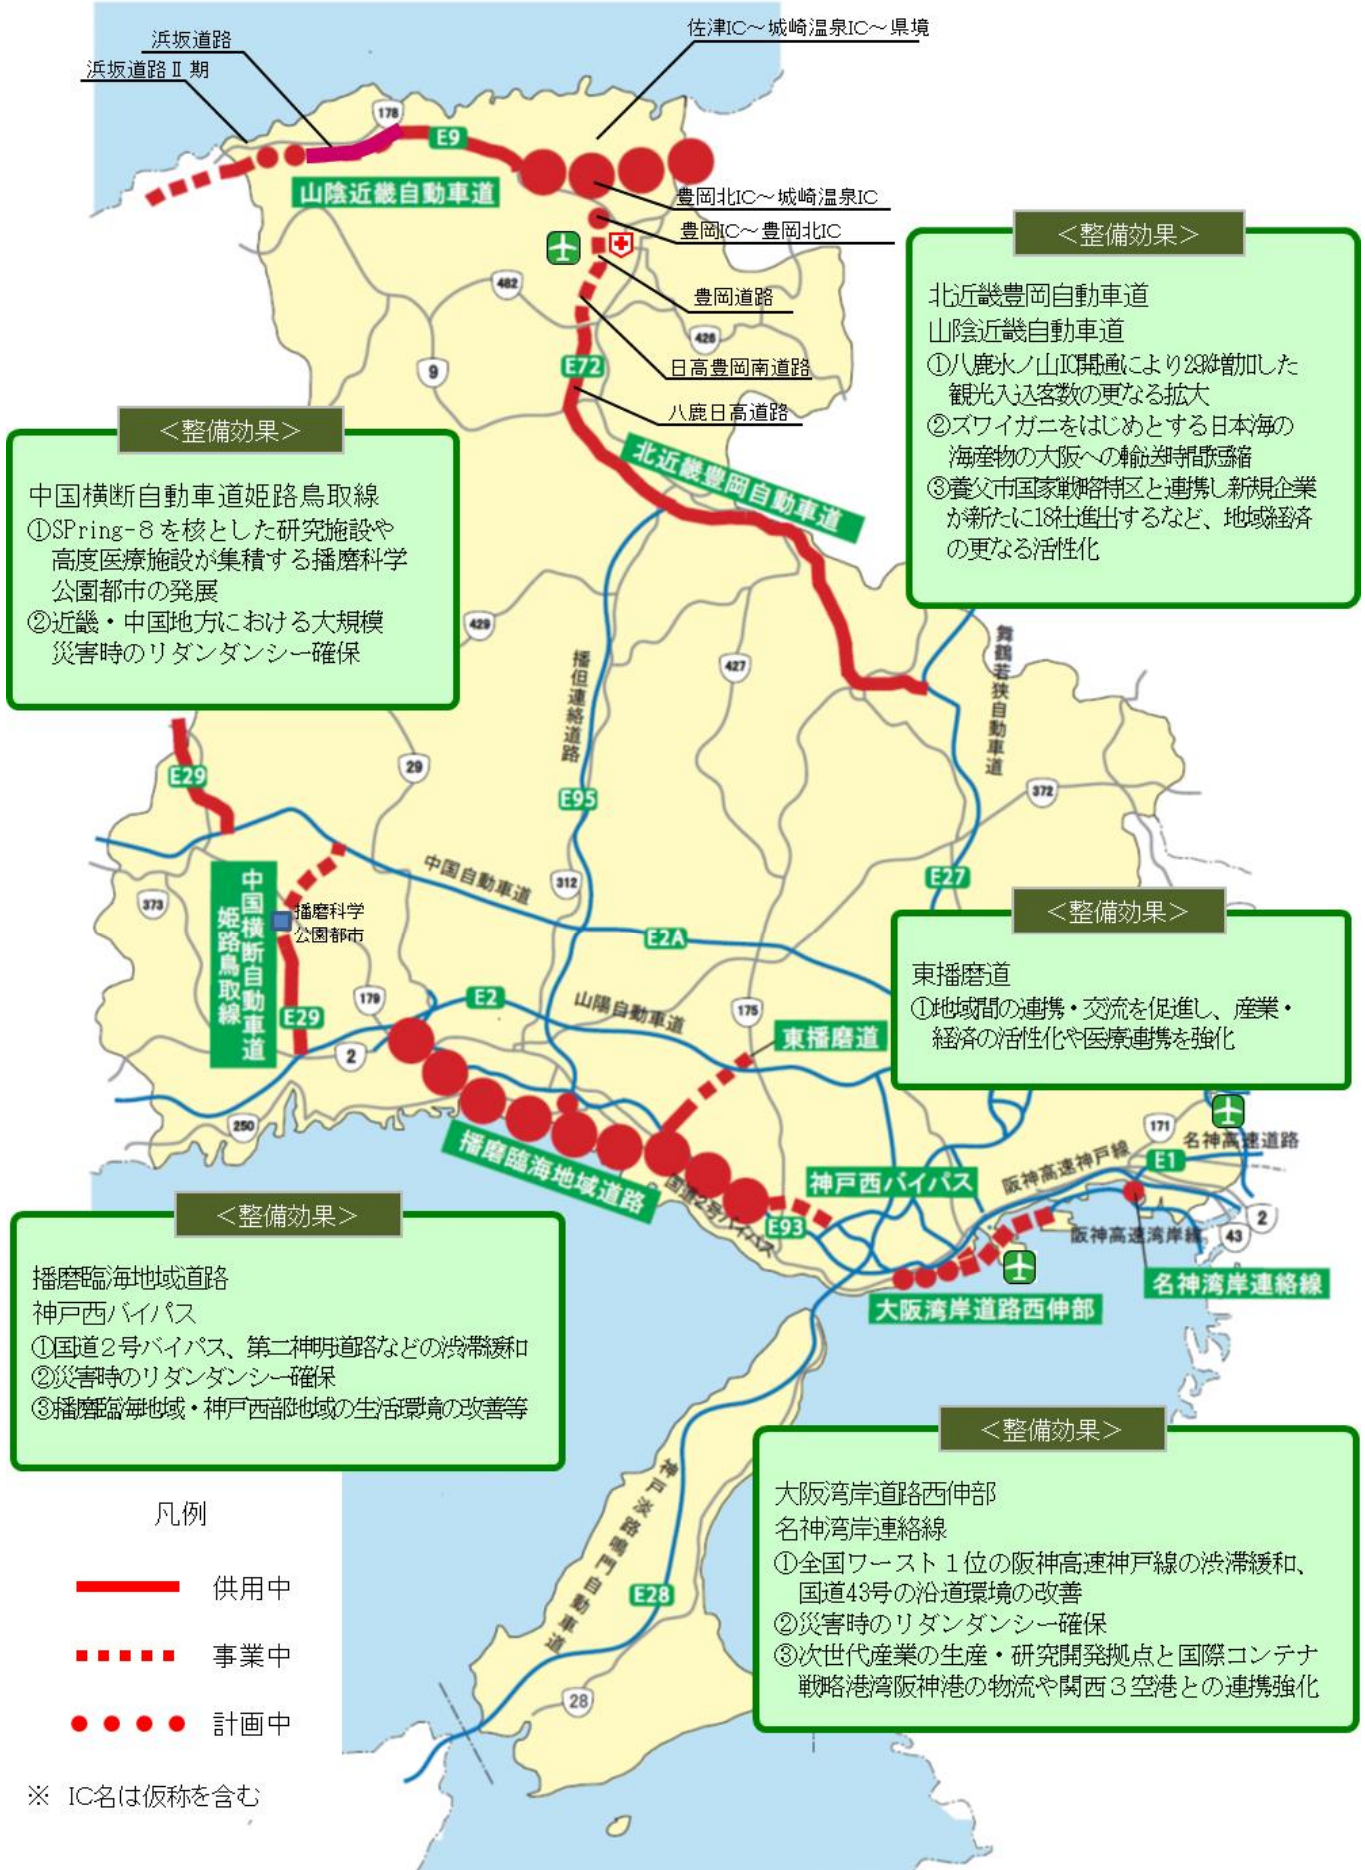 浜坂道路
浜坂道路Ⅱ期
佐津IC～城崎温泉IC～県境
178
E9
山陰近畿自動車道
豊岡北IC～城崎温泉IC
豊岡IC～豊岡北IC
豊岡道路
482
426
9
E72
日高豊岡南道路
八鹿日高道路
北近畿豊岡自動車道
＜整備効果＞
北近畿豊岡自動車道
山陰近畿自動車道
①八鹿氷ノ山IC開通により29%増加した
観光入込客数の更なる拡大
②ズワイガニをはじめとする日本海の
海産物の大阪への輸送時間短縮
③養父市国家戦略特区と連携し新規企業
が新たに18社進出するなど、地域経済
の更なる活性化
＜整備効果＞
中国横断自動車道姫路鳥取線
①SPring-8を核とした研究施設や
高度医療施設が集積する播磨科学
公園都市の発展
②近畿・中国地方における大規模
災害時のリダンダンシー確保
429
427
播但連絡道路
舞鶴若狭自動車道
E29
29
E95
372
中国自動車道
312
E27
373
中国横断自動車道
姫路鳥取線
播磨科学
公園都市
E2A
E29
179
E2
山陽自動車道
175
2
東播磨道
＜整備効果＞
東播磨道
①地域間の連携・交流を促進し、産業・
経済の活性化や医療連携を強化
250
播磨臨海地域道路
国道2号バイパス
神戸西バイパス
E93
阪神高速神戸線
171
名神高速道路
E1
阪神高速湾岸線
43
2
名神湾岸連絡線
大阪湾岸道路西伸部
＜整備効果＞
播磨臨海地域道路
神戸西バイパス
①国道２号バイパス、第二神明道路などの渋滞緩和
②災害時のリダンダンシー確保
③播磨臨海地域・神戸西部地域の生活環境の改善等
神戸淡路鳴門自動車道
E28
28
＜整備効果＞
大阪湾岸道路西伸部
名神湾岸連絡線
①全国ワースト１位の阪神高速神戸線の渋滞緩和、
国道43号の沿道環境の改善
②災害時のリダンダンシー確保
③次世代産業の生産・研究開発拠点と国際コンテナ
戦略港湾阪神港の物流や関西３空港との連携強化
凡例
供用中
事業中
計画中
※ IC名は仮称を含む